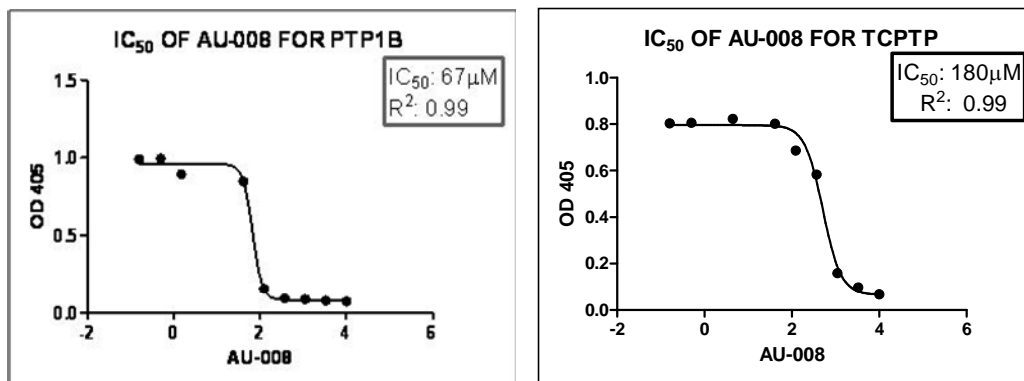 IC50 OF AU-008 FOR PTP1B
IC50: 67µM
R²: 0.99
1.5
1.0
0.5
0.0
OD 405
-2
0
2
4
6
AU-008
IC50 OF AU-008 FOR TCPTP
IC50: 180µM
R²: 0.99
1.0
0.8
0.6
0.4
0.2
0.0
OD 405
-2
0
2
4
6
AU-008